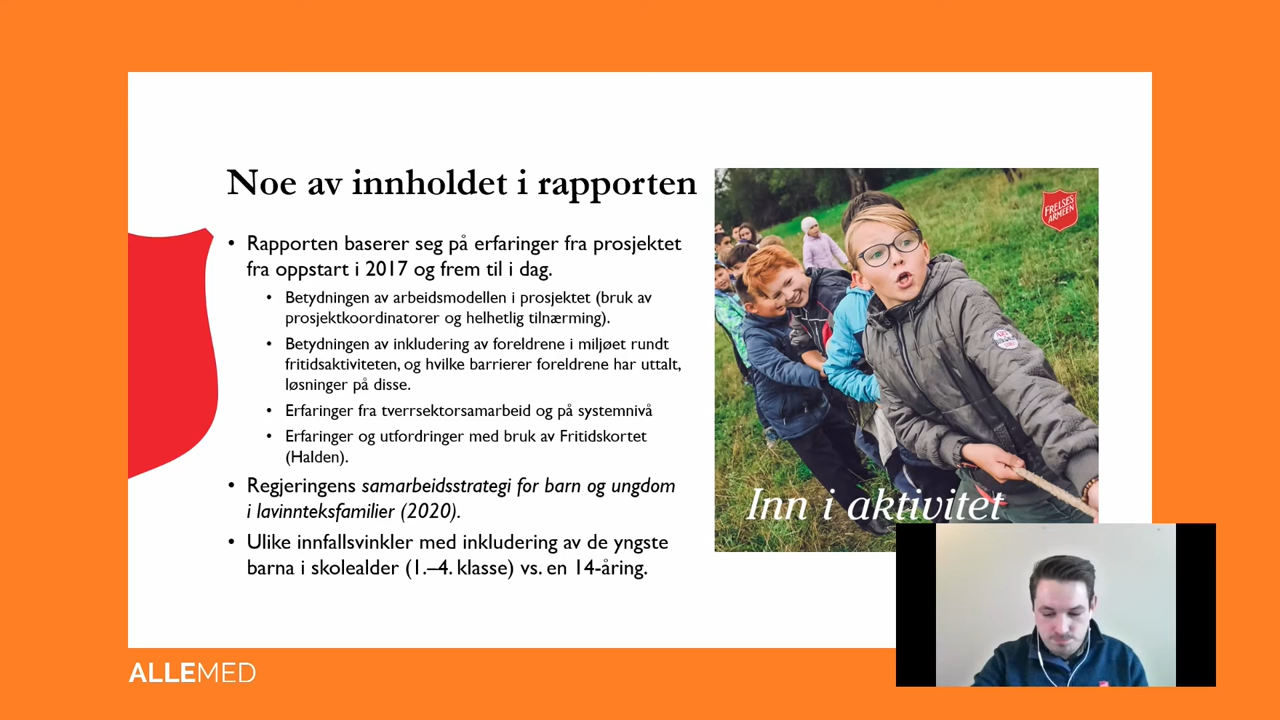 Noe av innholdet i rapporten
• Rapporten baserer seg på erfaringer fra prosjektet
fra oppstart i 2017 og frem til i dag.
• Betydningen av arbeidsmodellen i prosjektet (bruk av
prosjektkoordinatorer og helhetlig tilnærming).
• Betydningen av inkludering av foreldrene i miljøet rundt
fritidsaktiviteten, og hvilke barrierer foreldrene har uttalt,
løsninger på disse.
• Erfaringer fra tverrsektorsamarbeid og på systemnivå
• Erfaringer og utfordringer med bruk av Fritidskortet
(Halden).
• Regjeringens samarbeidsstrategi for barn og ungdom
i lavinnteksfamilier (2020).
• Ulike innfallsvinkler med inkludering av de yngste
barna i skolealder (1.–4. klasse) vs. en 14-åring.
FRELSES
ARMEEN
Inn i aktivitet
ALLEMED